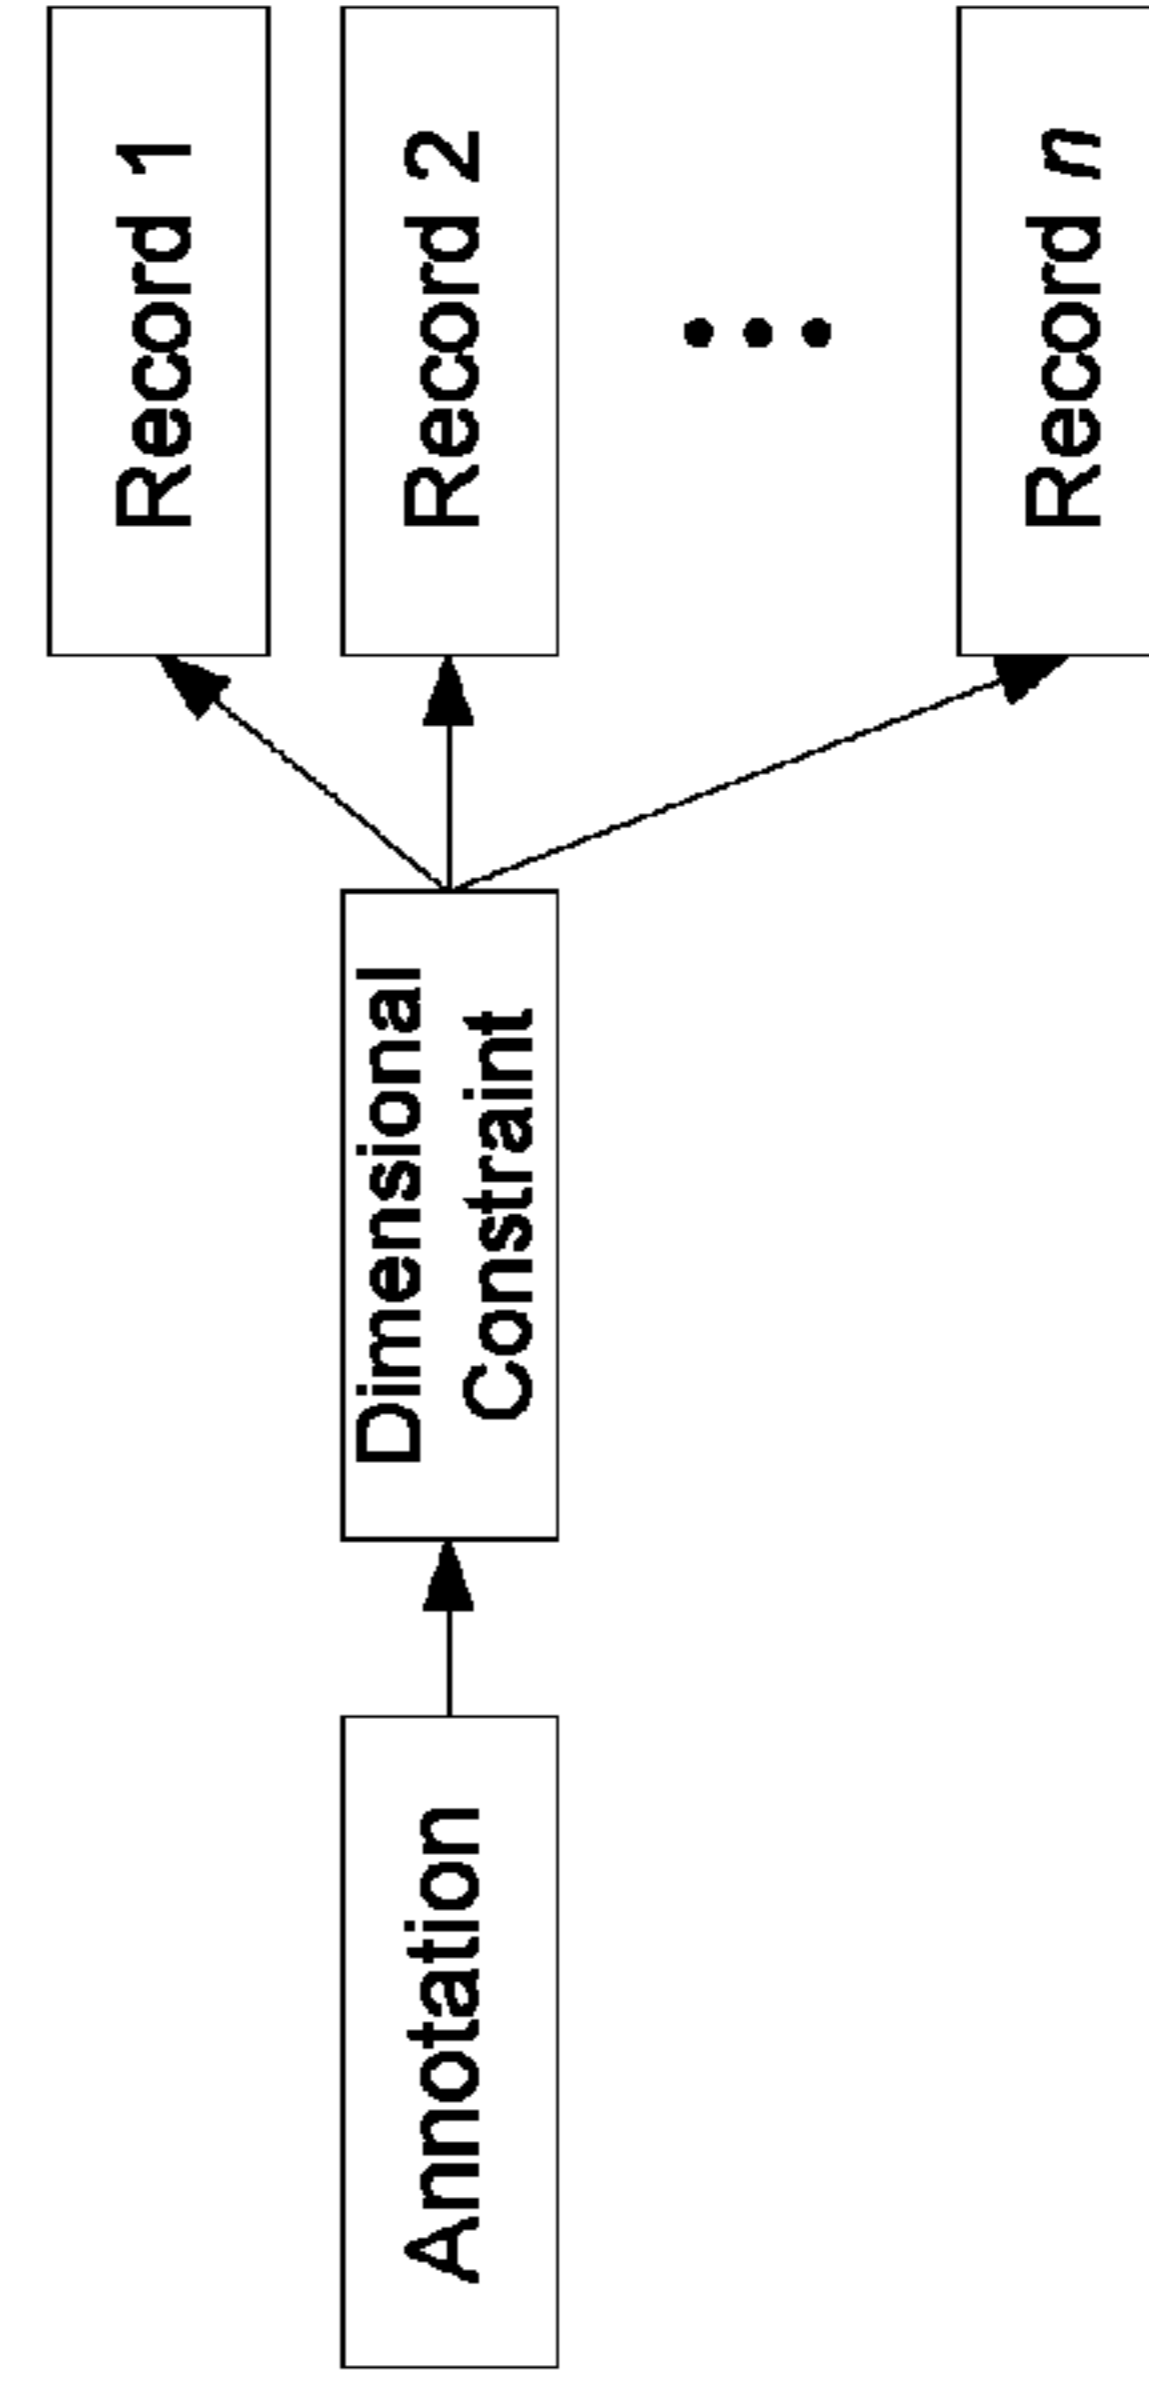 Annotation
Dimensional
Constraint
Record 1
Record 2
Record n